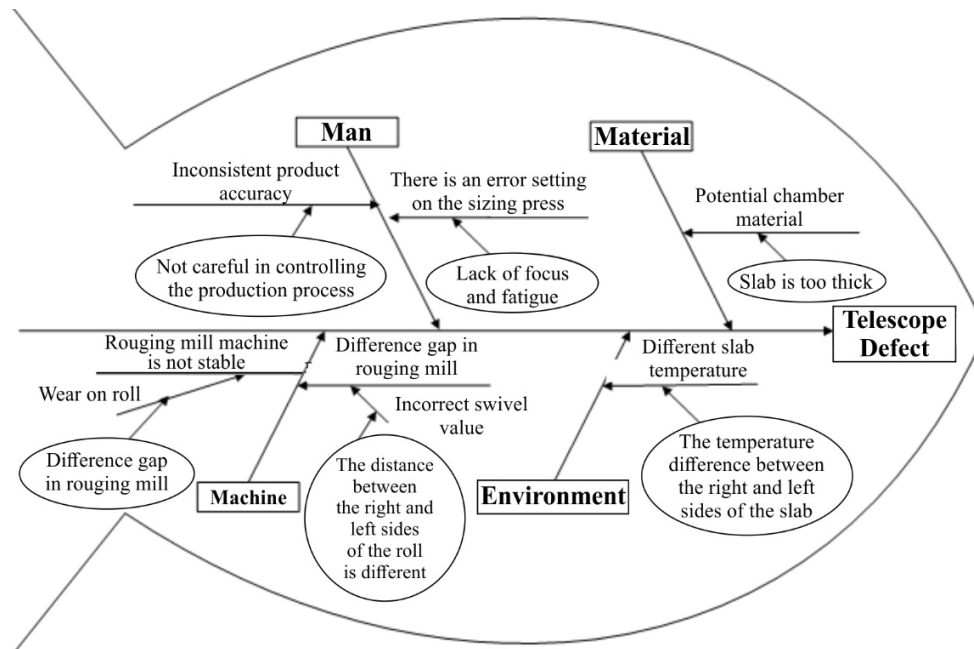 Man
Material
Inconsistent product
accuracy
There is an error setting
on the sizing press
Potential chamber
material
Not careful in controlling
the production process
Lack of focus
and fatigue
Slab is too thick
Telescope
Defect
Rouging mill machine
is not stable
Difference gap in
rouging mill
Different slab
temperature
Wear on roll
Incorrect swivel
value
Difference gap
in rouging mill
Machine
The distance
between
the right and
left sides
of the roll
is different
Environment
The temperature
difference between
the right and left
sides of the slab